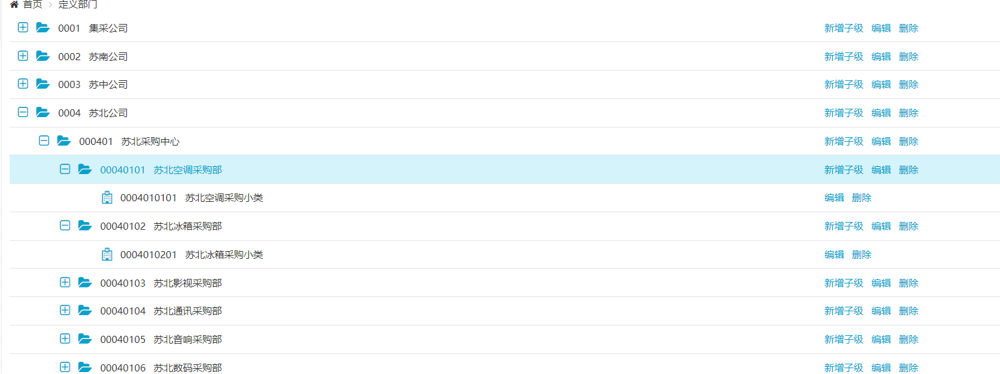 首页 定义部门
0001 集采公司 新增子级 编辑 删除
0002 苏南公司 新增子级 编辑 删除
0003 苏中公司 新增子级 编辑 删除
0004 苏北公司 新增子级 编辑 删除
000401 苏北采购中心 新增子级 编辑 删除
00040101 苏北空调采购部 新增子级 编辑 删除
0004010101 苏北空调采购小类 编辑 删除
00040102 苏北冰箱采购部 新增子级 编辑 删除
0004010201 苏北冰箱采购小类 编辑 删除
00040103 苏北影视采购部 新增子级 编辑 删除
00040104 苏北通讯采购部 新增子级 编辑 删除
00040105 苏北音响采购部 新增子级 编辑 删除
00040106 苏北数码采购部 新增子级 编辑 删除